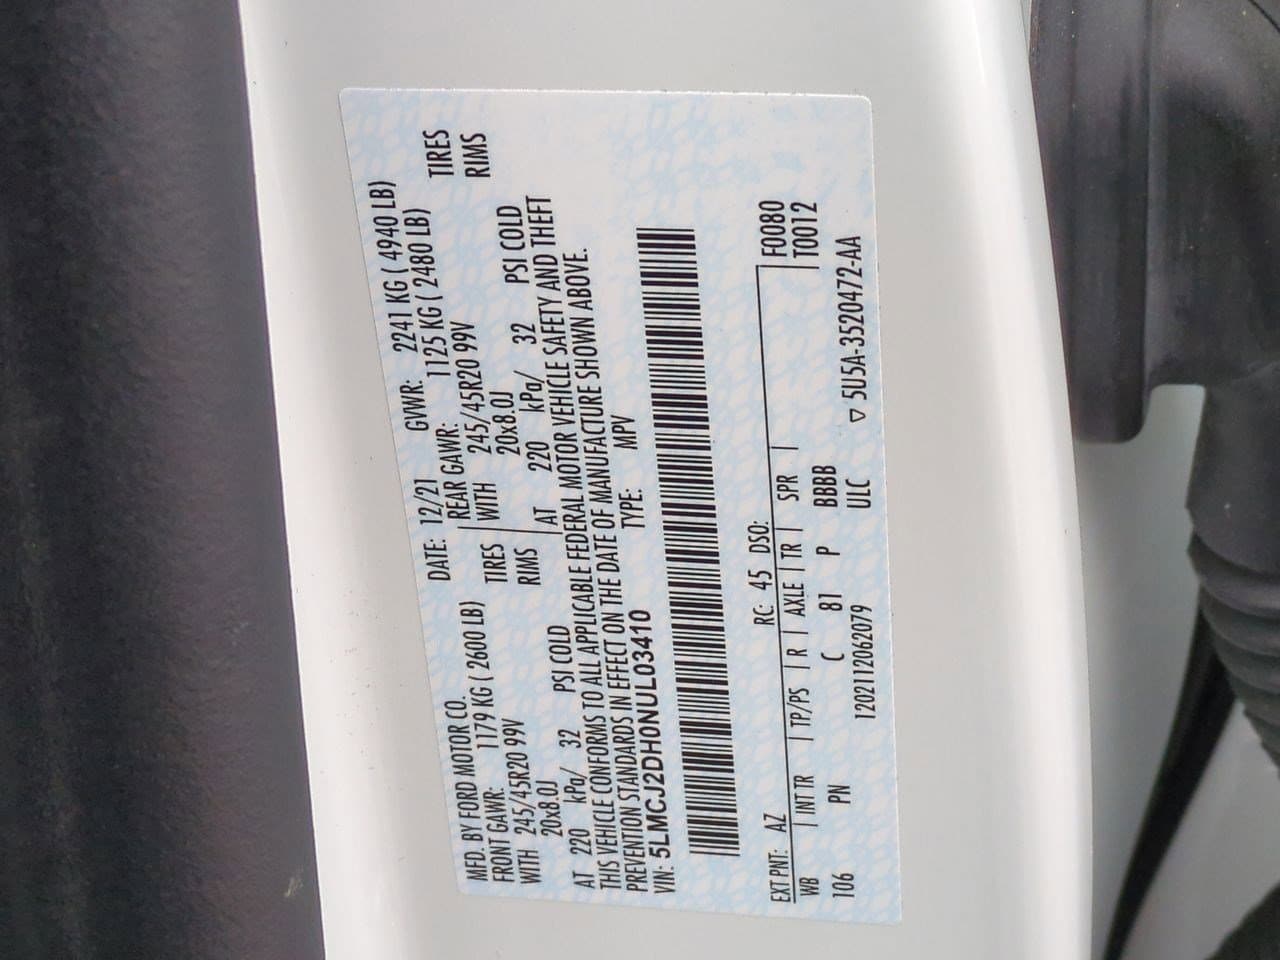 MFD. BY FORD MOTOR CO. DATE: 12/21 GVWR: 2241 KG ( 4940 LB)
FRONT GAWR: 1179 KG ( 2600 LB) REAR GAWR: 1125 KG ( 2480 LB)
WITH 245/45R20 99V TIRES WITH 245/45R20 99V TIRES
20x8.0J RIMS 20x8.0J RIMS
AT 220 kPa/ 32 PSI COLD AT 220 kPa/ 32 PSI COLD
THIS VEHICLE CONFORMS TO ALL APPLICABLE FEDERAL MOTOR VEHICLE SAFETY AND THEFT
PREVENTION STANDARDS IN EFFECT ON THE DATE OF MANUFACTURE SHOWN ABOVE.
VIN: 5LMCJ2DH0NUL03410 TYPE: MPV
EXT PNT: AZ RC: 45 DSO: F0080
WB INT TR TP/PS R AXLE TR SPR T0012
106 PN C 81 P BBBB
12021112062079 ULC ▽ 5U5A-3520472-AA